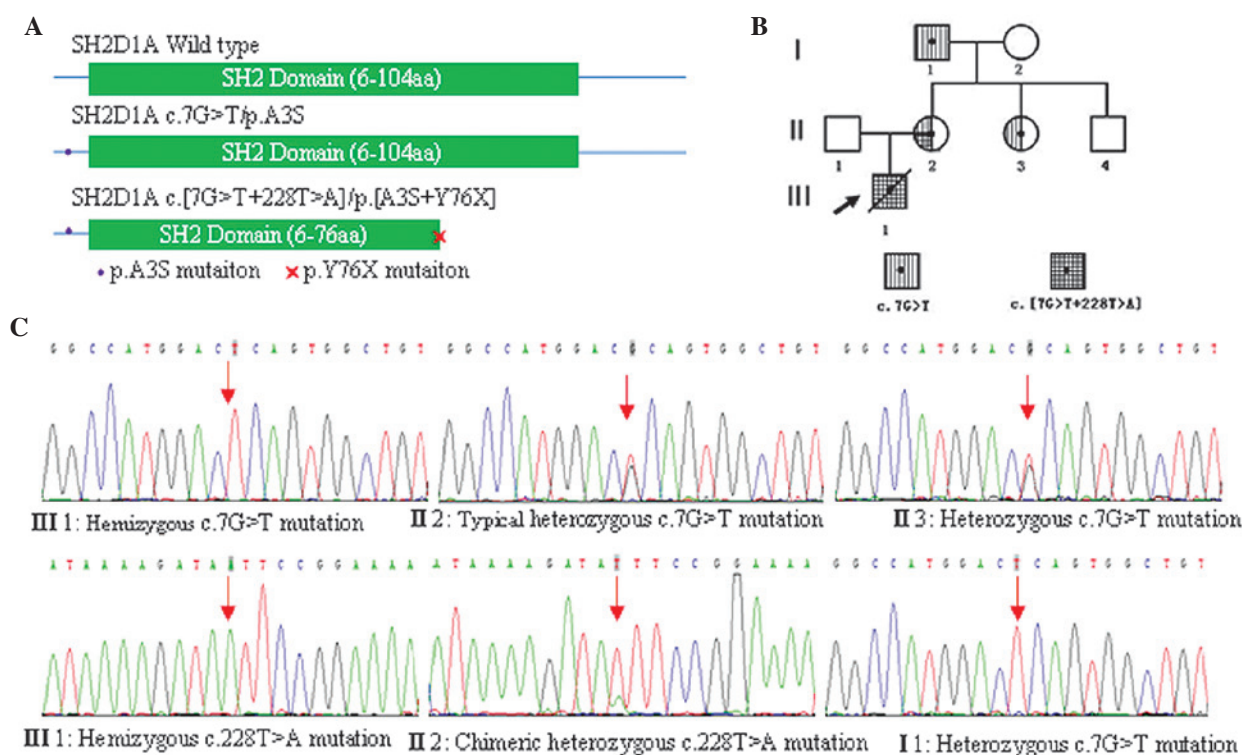 A
SH2D1A Wild type
SH2 Domain (6-104aa)
SH2D1A c.7G>T/p.A3S
SH2 Domain (6-104aa)
SH2D1A c.[7G>T+228T>A]/p.[A3S+Y76X]
SH2 Domain (6-76aa)
p.A3S mutaiton p.Y76X mutaiton
B
I
1 2
II
1 2 3 4
III
1
c.7G>T c.[7G>T+228T>A]
C
G G C C A T G G A C T C A G T G G C T G T G G C C A T G G A C G C A G T G G C T G T G G C C A T G G A C G C A G T G G C T G T
III 1: Hemizygous c.7G>T mutation II 2: Typical heterozygous c.7G>T mutation II 3: Heterozygous c.7G>T mutation
A T A A A A G A T A A T T C C G G A A A A A T A A A A G A T A T T T C C G G A A A A G G C C A T G G A C T C A G T G G C T G T
III 1: Hemizygous c.228T>A mutation II 2: Chimeric heterozygous c.228T>A mutation I 1: Heterozygous c.7G>T mutation